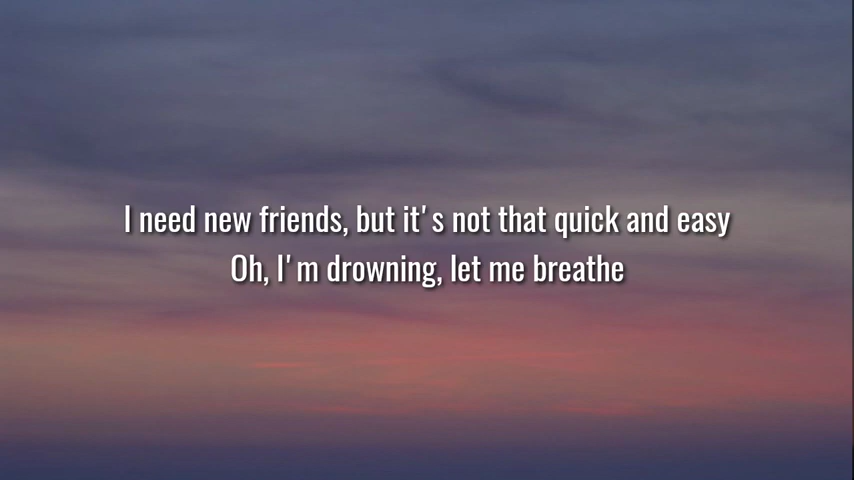 I need new friends, but it's not that quick and easy
Oh, I'm drowning, let me breathe